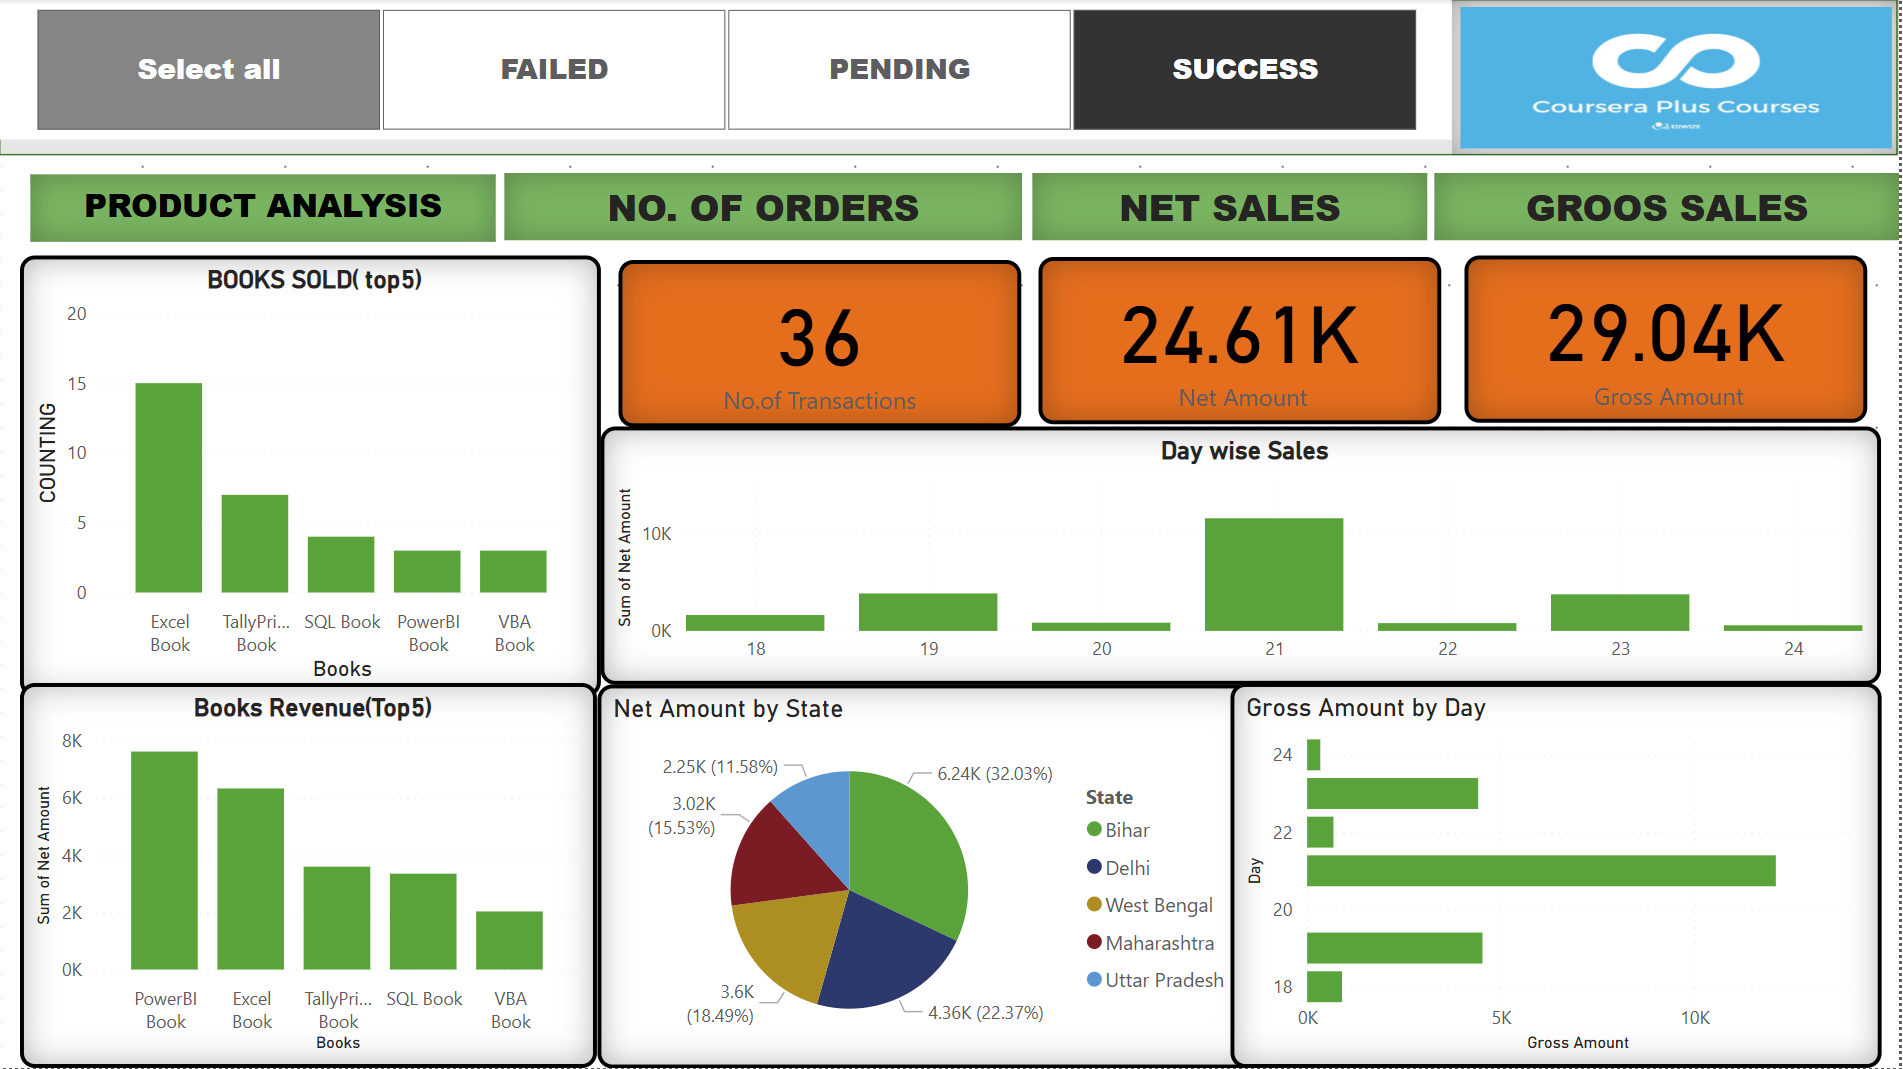 Select all
FAILED
PENDING
SUCCESS
Coursera Plus Courses
EDWIZE
PRODUCT ANALYSIS
NO. OF ORDERS
NET SALES
GROOS SALES
BOOKS SOLD( top5)
COUNTING
20
15
10
5
0
Excel
Book
TallyPri...
Book
SQL Book
PowerBI
Book
VBA
Book
Books
36
No.of Transactions
24.61K
Net Amount
29.04K
Gross Amount
Day wise Sales
Sum of Net Amount
10K
0K
18
19
20
21
22
23
24
Books Revenue(Top5)
Sum of Net Amount
8K
6K
4K
2K
0K
PowerBI
Book
Excel
Book
TallyPri...
Book
SQL Book
VBA
Book
Books
Net Amount by State
2.25K (11.58%)
6.24K (32.03%)
3.02K
(15.53%)
3.6K
(18.49%)
4.36K (22.37%)
State
Bihar
Delhi
West Bengal
Maharashtra
Uttar Pradesh
Gross Amount by Day
Day
24
22
20
18
0K
5K
10K
Gross Amount